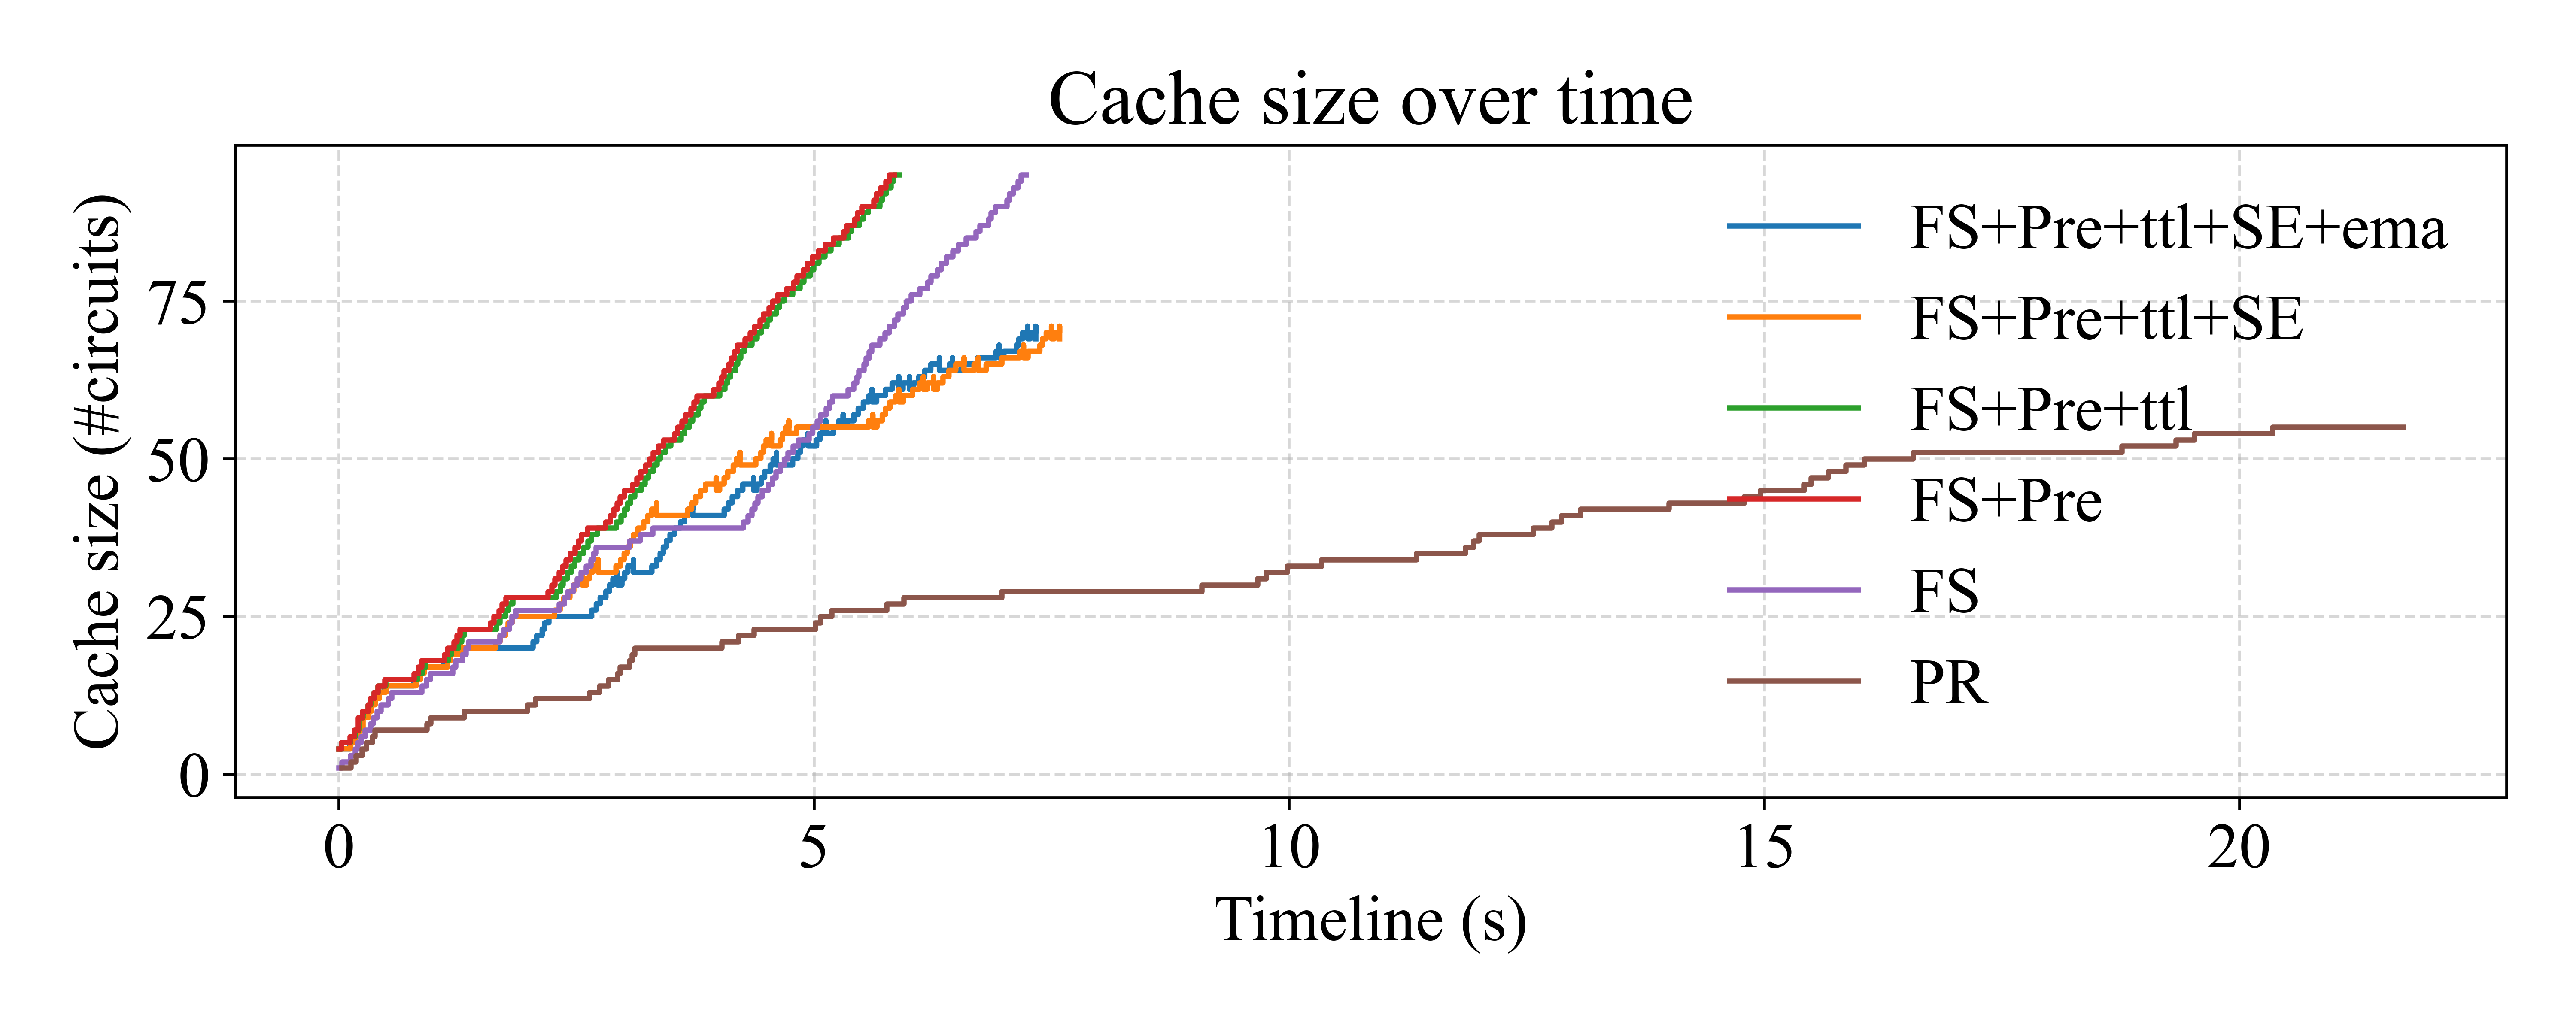 Cache size over time
Cache size (#circuits)
75
50
25
0
FS+Pre+ttl+SE+ema
FS+Pre+ttl+SE
FS+Pre+ttl
FS+Pre
FS
PR
0 5 10 15 20
Timeline (s)